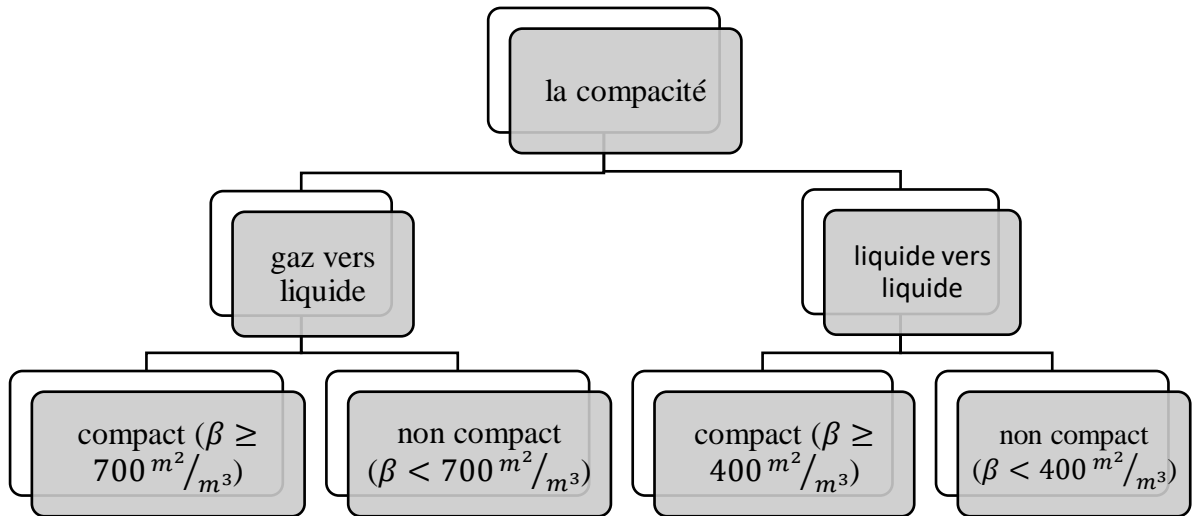 la compacité
gaz vers
liquide
liquide vers
liquide
compact (𝛽 ≥
700 𝑚²/𝑚³)
non compact
(𝛽 < 700 𝑚²/𝑚³)
compact (𝛽 ≥
400 𝑚²/𝑚³)
non compact
(𝛽 < 400 𝑚²/𝑚³)